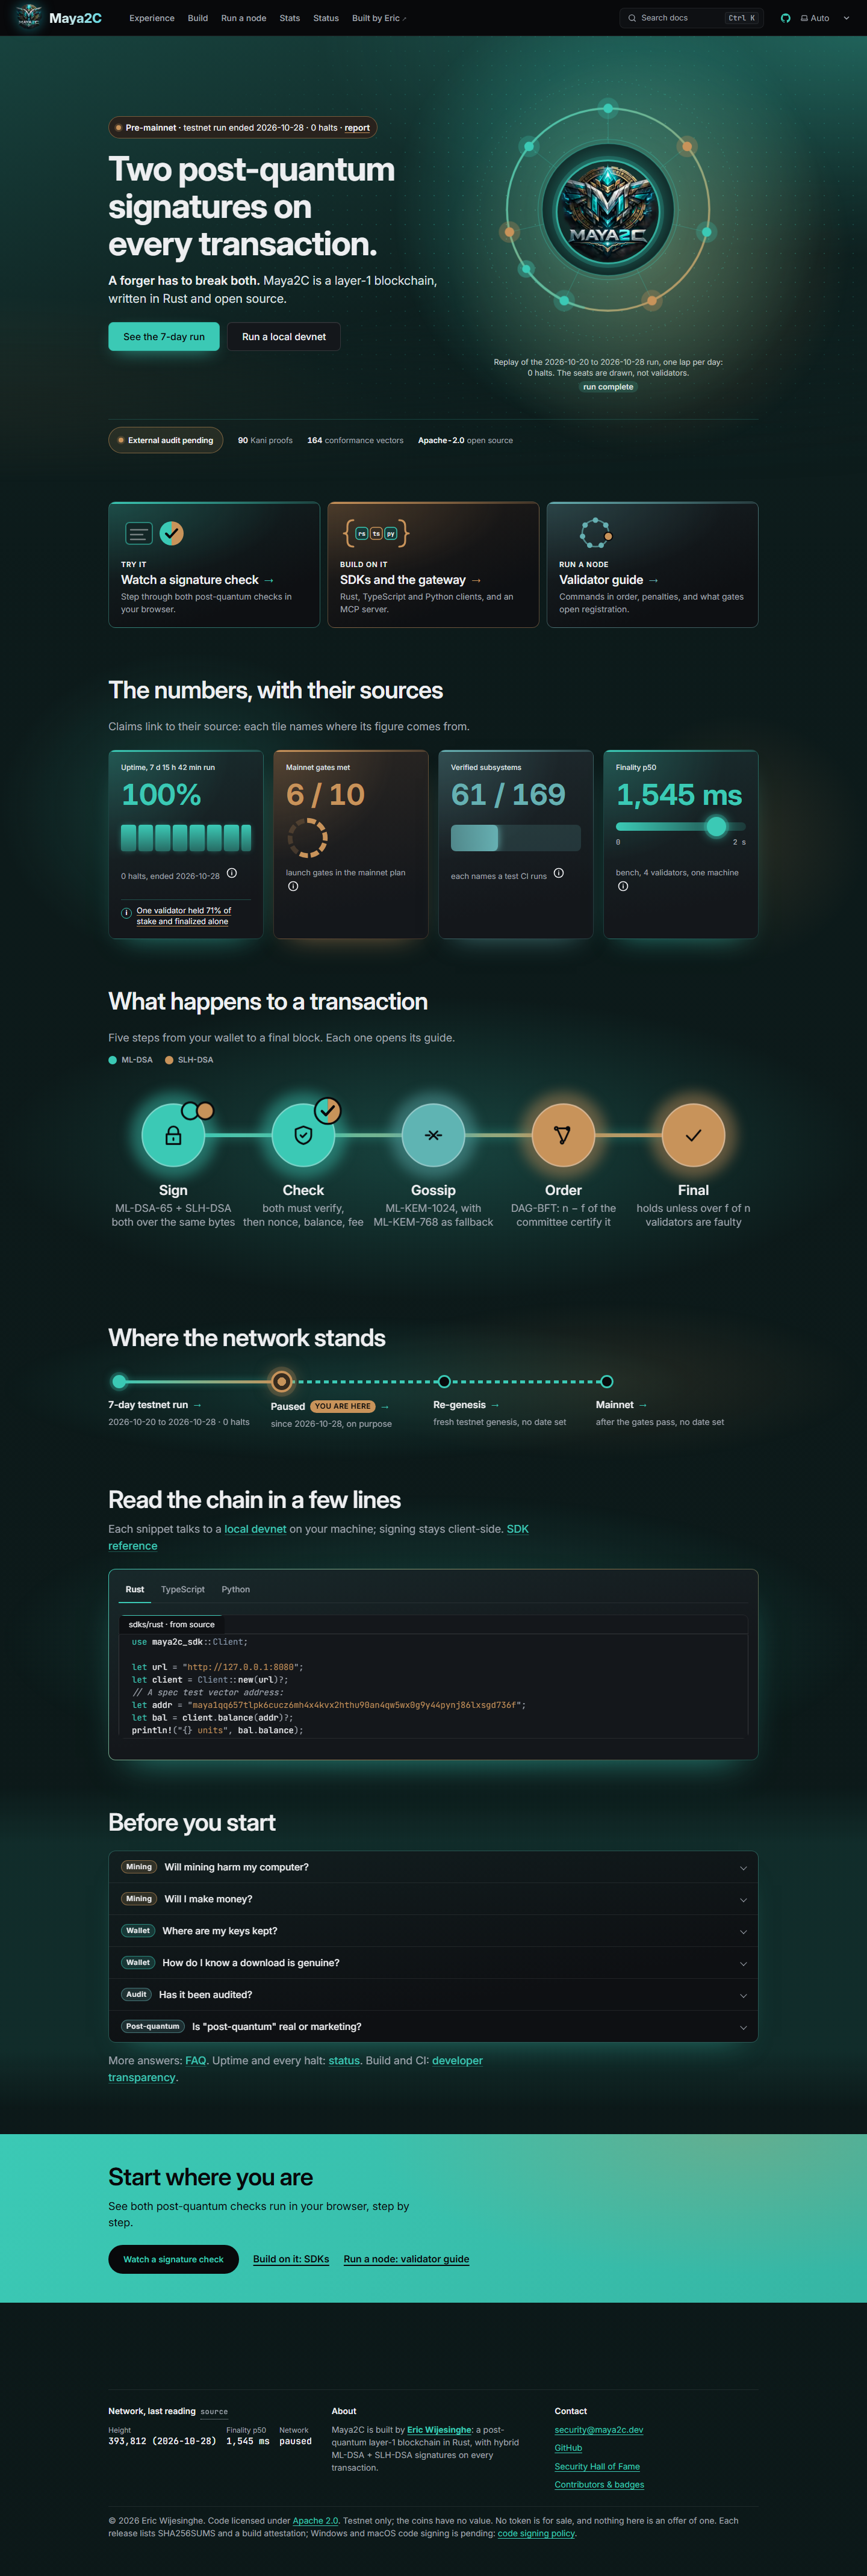 Maya2C
Experience
Build
Run a node
Stats
Status
Built by Eric ↗
Search docs
Ctrl K
Auto
Pre-mainnet · testnet run ended 2026-10-28 · 0 halts · report
Two post-quantum
signatures on
every transaction.
A forger has to break both. Maya2C is a layer-1 blockchain,
written in Rust and open source.
See the 7-day run
Run a local devnet
MAYA2C
Replay of the 2026-10-20 to 2026-10-28 run, one lap per day:
0 halts. The seats are drawn, not validators.
run complete
External audit pending
90 Kani proofs
164 conformance vectors
Apache-2.0 open source
TRY IT
Watch a signature check →
Step through both post-quantum checks in
your browser.
{ rs ts py }
BUILD ON IT
SDKs and the gateway →
Rust, TypeScript and Python clients, and an
MCP server.
RUN A NODE
Validator guide →
Commands in order, penalties, and what gates
open registration.
The numbers, with their sources
Claims link to their source: each tile names where its figure comes from.
Uptime, 7 d 15 h 42 min run
100%
0 halts, ended 2026-10-28
One validator held 71% of
stake and finalized alone
Mainnet gates met
6 / 10
launch gates in the mainnet plan
Verified subsystems
61 / 169
each names a test CI runs
Finality p50
1,545 ms
0
2 s
bench, 4 validators, one machine
What happens to a transaction
Five steps from your wallet to a final block. Each one opens its guide.
ML-DSA
SLH-DSA
Sign
ML-DSA-65 + SLH-DSA
both over the same bytes
Check
both must verify,
then nonce, balance, fee
Gossip
ML-KEM-1024, with
ML-KEM-768 as fallback
Order
DAG-BFT: n − f of the
committee certify it
Final
holds unless over f of n
validators are faulty
Where the network stands
7-day testnet run →
2026-10-20 to 2026-10-28 · 0 halts
Paused YOU ARE HERE →
since 2026-10-28, on purpose
Re-genesis →
fresh testnet genesis, no date set
Mainnet →
after the gates pass, no date set
Read the chain in a few lines
Each snippet talks to a local devnet on your machine; signing stays client-side. SDK
reference
Rust
TypeScript
Python
sdks/rust · from source
use maya2c_sdk::Client;
let url = "http://127.0.0.1:8080";
let client = Client::new(url)?;
// A spec test vector address:
let addr = "maya1qq657tlpk6cucz6mh4x4kvx2hthu90an4qw5wx0g9y44pynj86lxsgd736f";
let bal = client.balance(addr)?;
println!("{} units", bal.balance);
Before you start
Mining Will mining harm my computer?
Mining Will I make money?
Wallet Where are my keys kept?
Wallet How do I know a download is genuine?
Audit Has it been audited?
Post-quantum Is "post-quantum" real or marketing?
More answers: FAQ. Uptime and every halt: status. Build and CI: developer
transparency.
Start where you are
See both post-quantum checks run in your browser, step by
step.
Watch a signature check
Build on it: SDKs
Run a node: validator guide
Network, last reading source
Height
393,812 (2026-10-28)
Finality p50
1,545 ms
Network
paused
About
Maya2C is built by Eric Wijesinghe: a post-
quantum layer-1 blockchain in Rust, with hybrid
ML-DSA + SLH-DSA signatures on every
transaction.
Contact
security@maya2c.dev
GitHub
Security Hall of Fame
Contributors & badges
© 2026 Eric Wijesinghe. Code licensed under Apache 2.0. Testnet only; the coins have no value. No token is for sale, and nothing here is an offer of one. Each
release lists SHA256SUMS and a build attestation; Windows and macOS code signing is pending: code signing policy.